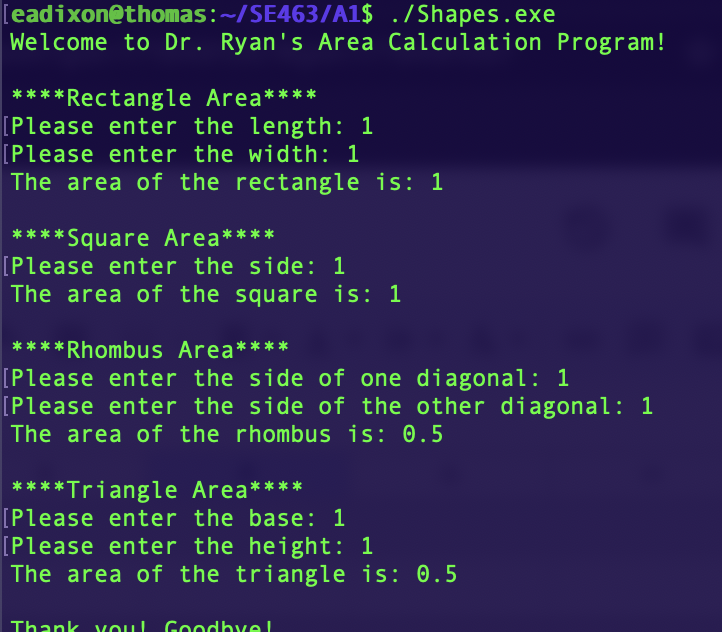 [eadixon@thomas:~/SE463/A1$ ./Shapes.exe
Welcome to Dr. Ryan's Area Calculation Program!
****Rectangle Area****
[Please enter the length: 1
[Please enter the width: 1
The area of the rectangle is: 1
****Square Area****
[Please enter the side: 1
The area of the square is: 1
****Rhombus Area****
[Please enter the side of one diagonal: 1
[Please enter the side of the other diagonal: 1
The area of the rhombus is: 0.5
****Triangle Area****
[Please enter the base: 1
[Please enter the height: 1
The area of the triangle is: 0.5
Thank you! Goodbye!